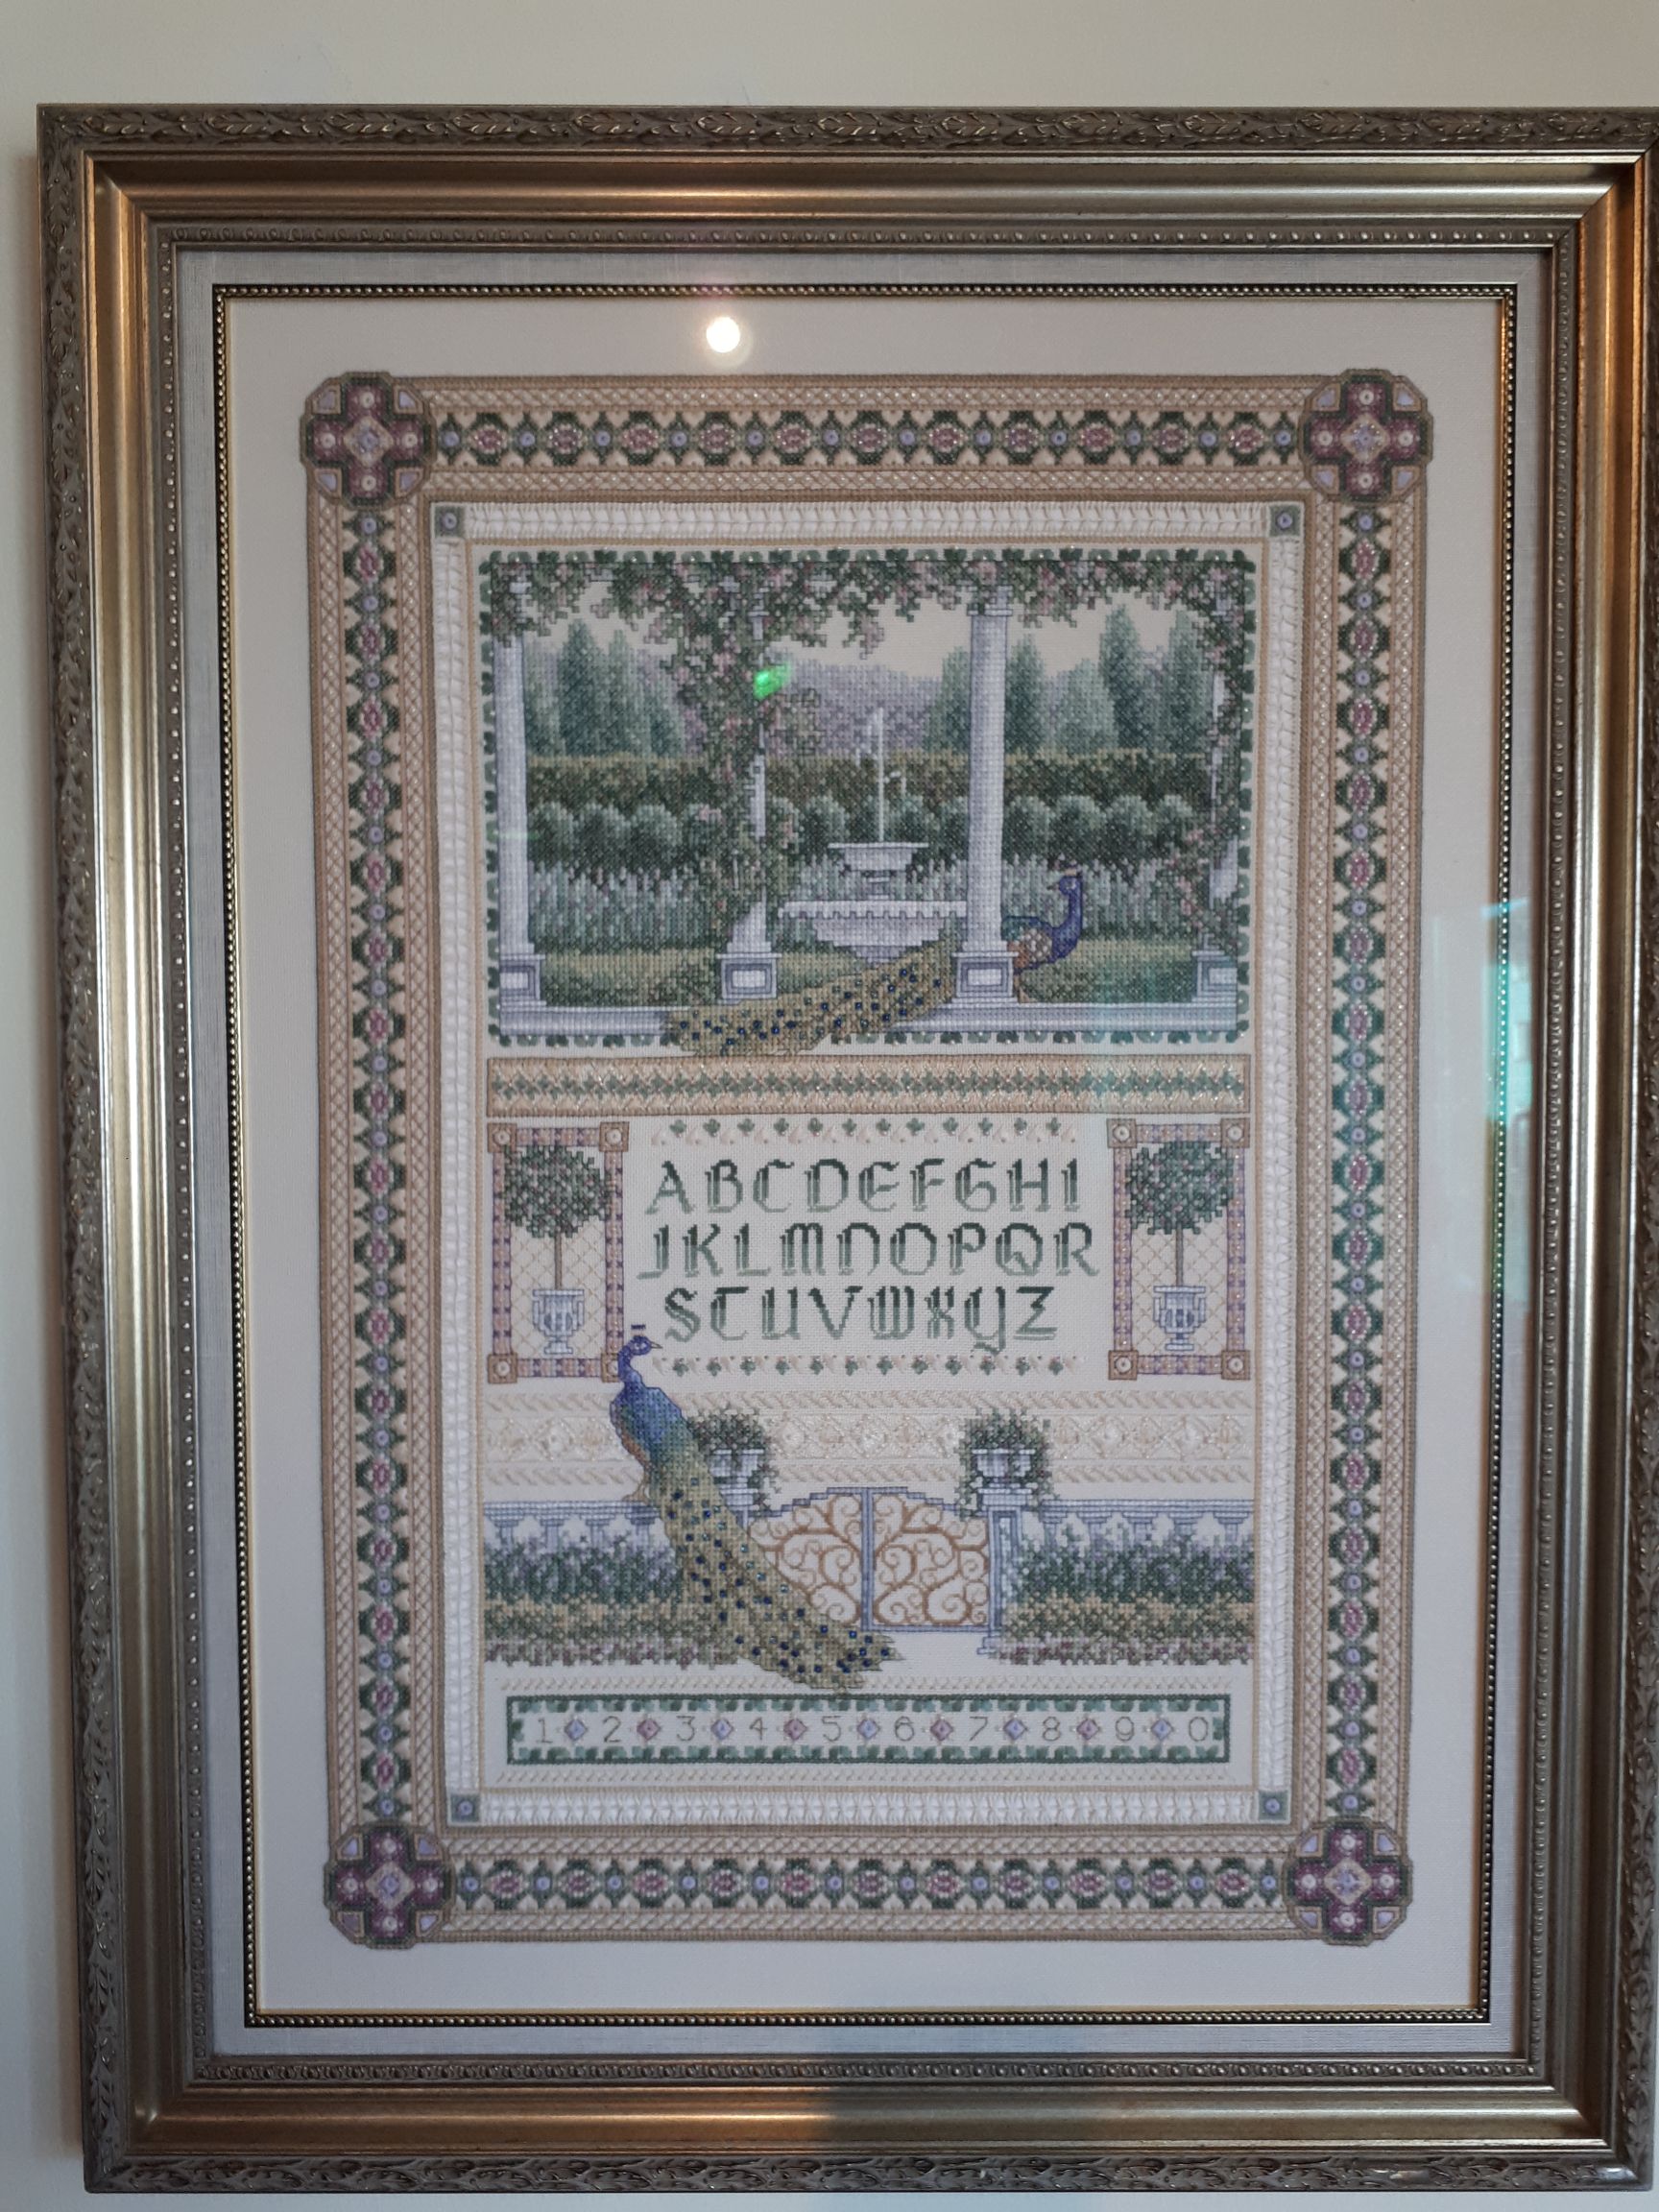 ABCDEFGHI
JKLMNOPQR
STUVWXYZ
1 2 3 4 5 6 7 8 9 0